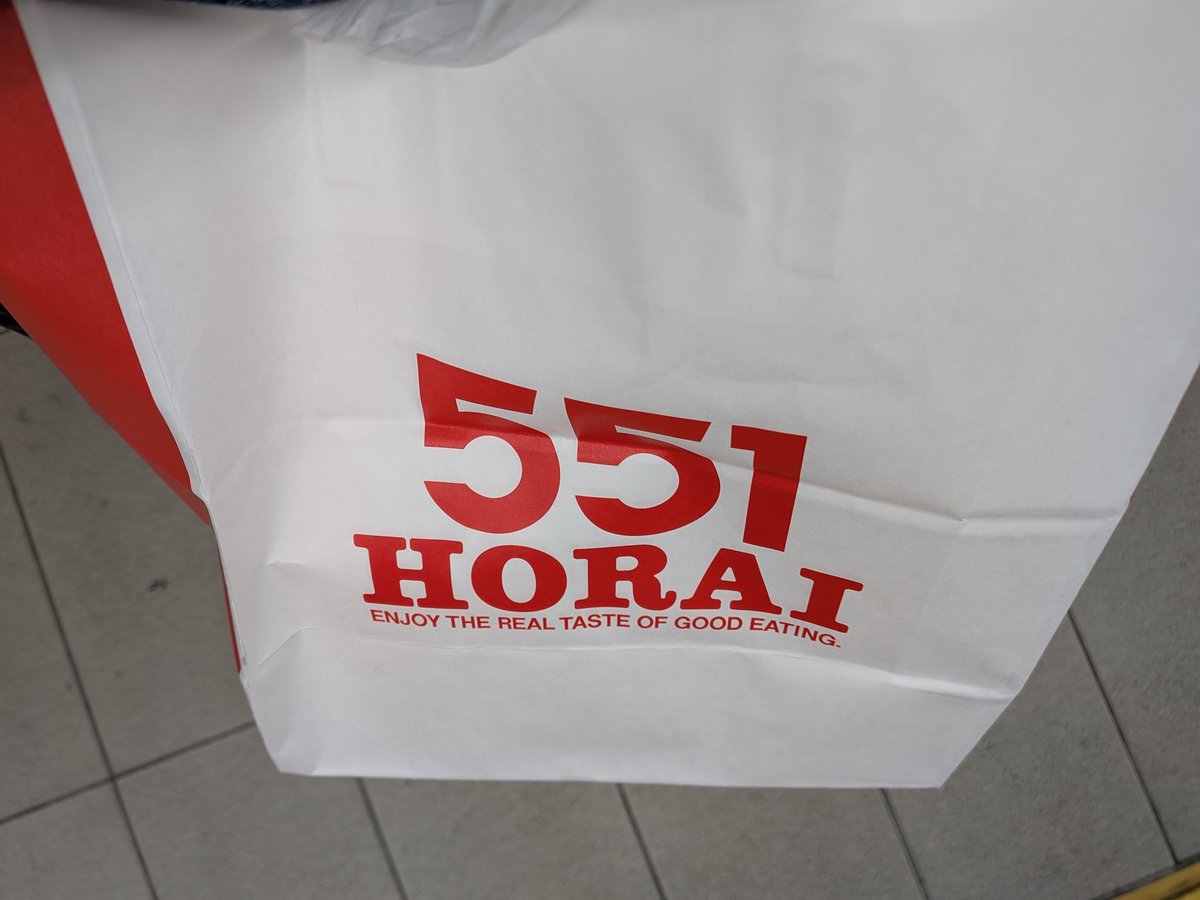 551
HORAI
ENJOY THE REAL TASTE OF GOOD EATING.